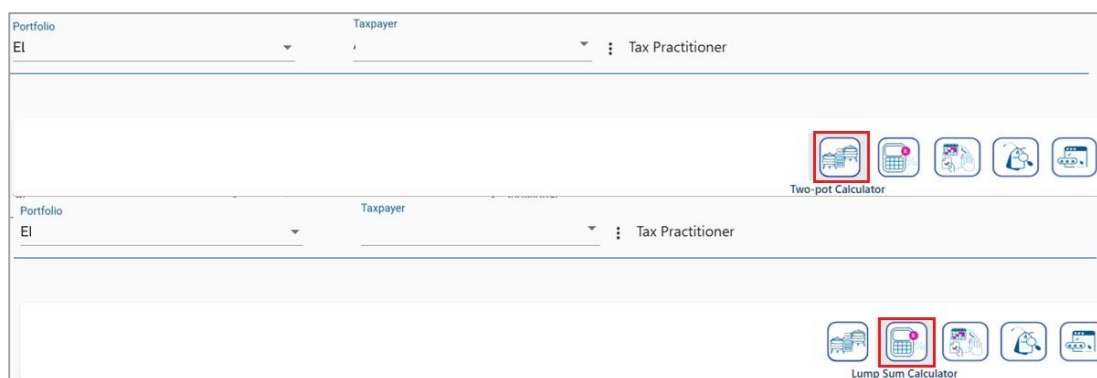 Portfolio Taxpayer
El Tax Practitioner
Two-pot Calculator
Portfolio Taxpayer
El Tax Practitioner
Lump Sum Calculator